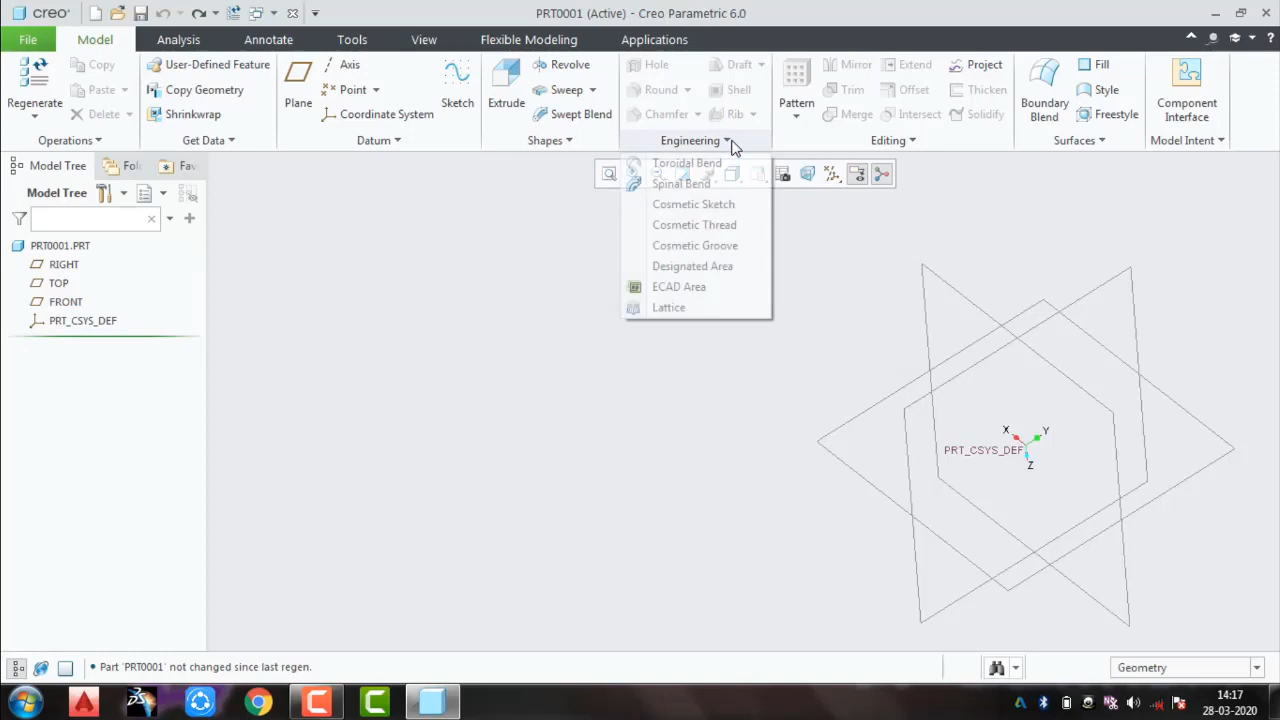 creo
PRT0001 (Active) - Creo Parametric 6.0
File
Model
Analysis
Annotate
Tools
View
Flexible Modeling
Applications
Regenerate
Copy
Paste
Delete
Operations
User-Defined Feature
Copy Geometry
Shrinkwrap
Get Data
Plane
Axis
Point
Coordinate System
Sketch
Datum
Extrude
Revolve
Sweep
Swept Blend
Shapes
Hole
Round
Chamfer
Draft
Shell
Rib
Engineering
Pattern
Mirror
Trim
Merge
Extend
Offset
Intersect
Project
Thicken
Solidify
Editing
Boundary
Blend
Fill
Style
Freestyle
Surfaces
Component
Interface
Model Intent
Toroidal Bend
Spinal Bend
Cosmetic Sketch
Cosmetic Thread
Cosmetic Groove
Designated Area
ECAD Area
Lattice
Model Tree
Fol
Fav
Model Tree
PRT0001.PRT
RIGHT
TOP
FRONT
PRT_CSYS_DEF
X
Y
PRT_CSYS_DEF
Z
Part 'PRT0001' not changed since last regen.
Geometry
14:17
28-03-2020